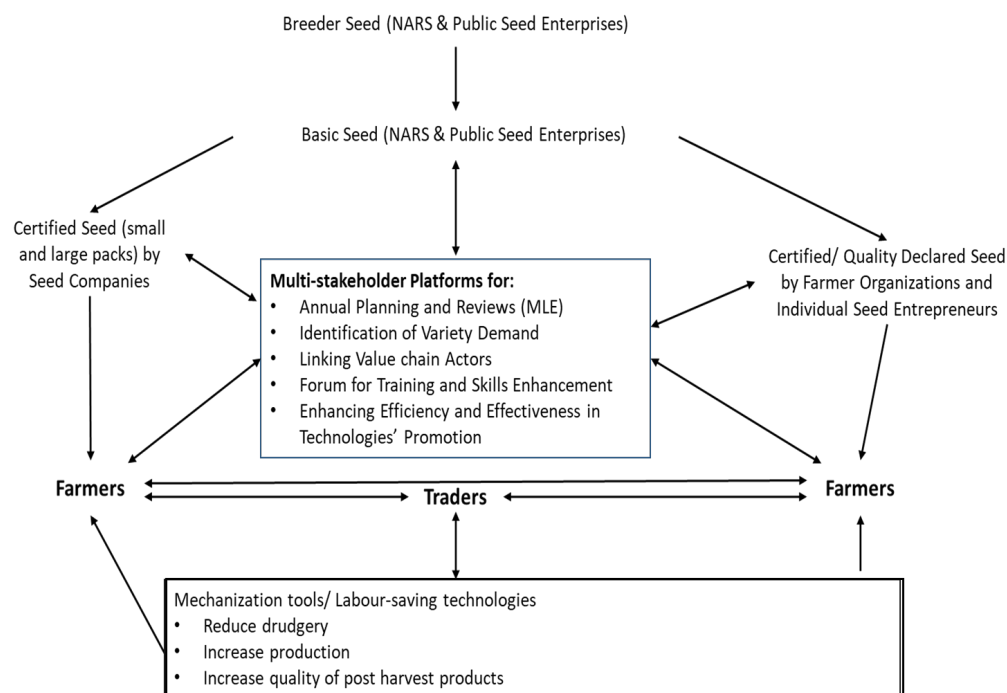 Breeder Seed (NARS & Public Seed Enterprises)
Basic Seed (NARS & Public Seed Enterprises)
Certified Seed (small
and large packs) by
Seed Companies
Multi-stakeholder Platforms for:
• Annual Planning and Reviews (MLE)
• Identification of Variety Demand
• Linking Value chain Actors
• Forum for Training and Skills Enhancement
• Enhancing Efficiency and Effectiveness in
Technologies’ Promotion
Certified/ Quality Declared Seed
by Farmer Organizations and
Individual Seed Entrepreneurs
Farmers
Traders
Farmers
Mechanization tools/ Labour-saving technologies
• Reduce drudgery
• Increase production
• Increase quality of post harvest products